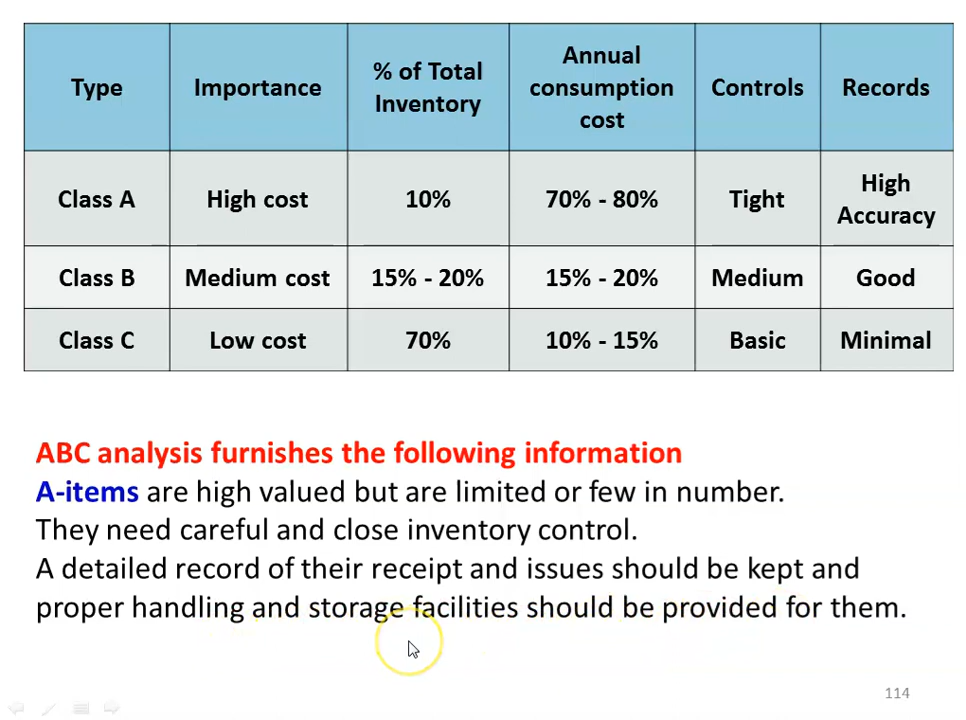 Type Importance % of Total Inventory Annual consumption cost Controls Records
Class A High cost 10% 70% - 80% Tight High Accuracy
Class B Medium cost 15% - 20% 15% - 20% Medium Good
Class C Low cost 70% 10% - 15% Basic Minimal
ABC analysis furnishes the following information
A-items are high valued but are limited or few in number.
They need careful and close inventory control.
A detailed record of their receipt and issues should be kept and
proper handling and storage facilities should be provided for them.
114